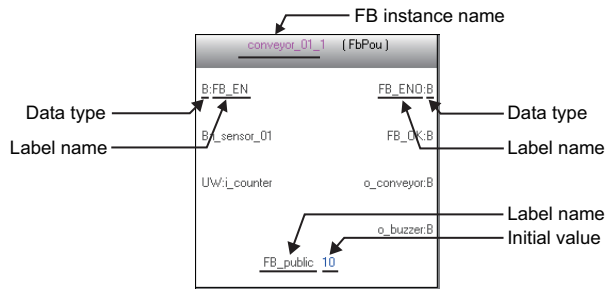 FB instance name
conveyor_01_1 (FbPou)
B:FB_EN FB_ENO:B
Data type Data type
B:i_sensor_01 FB_OK:B
Label name Label name
UW:i_counter o_conveyor:B
Label name
o_buzzer:B
Initial value
FB_public 10